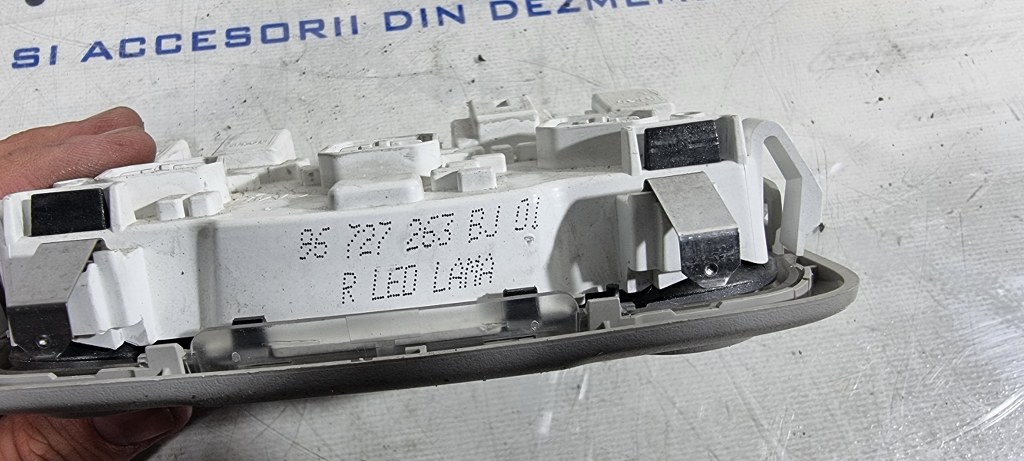 SI ACCESORII DIN DEZME
96 727 263 BJ 01
R LED LAMA